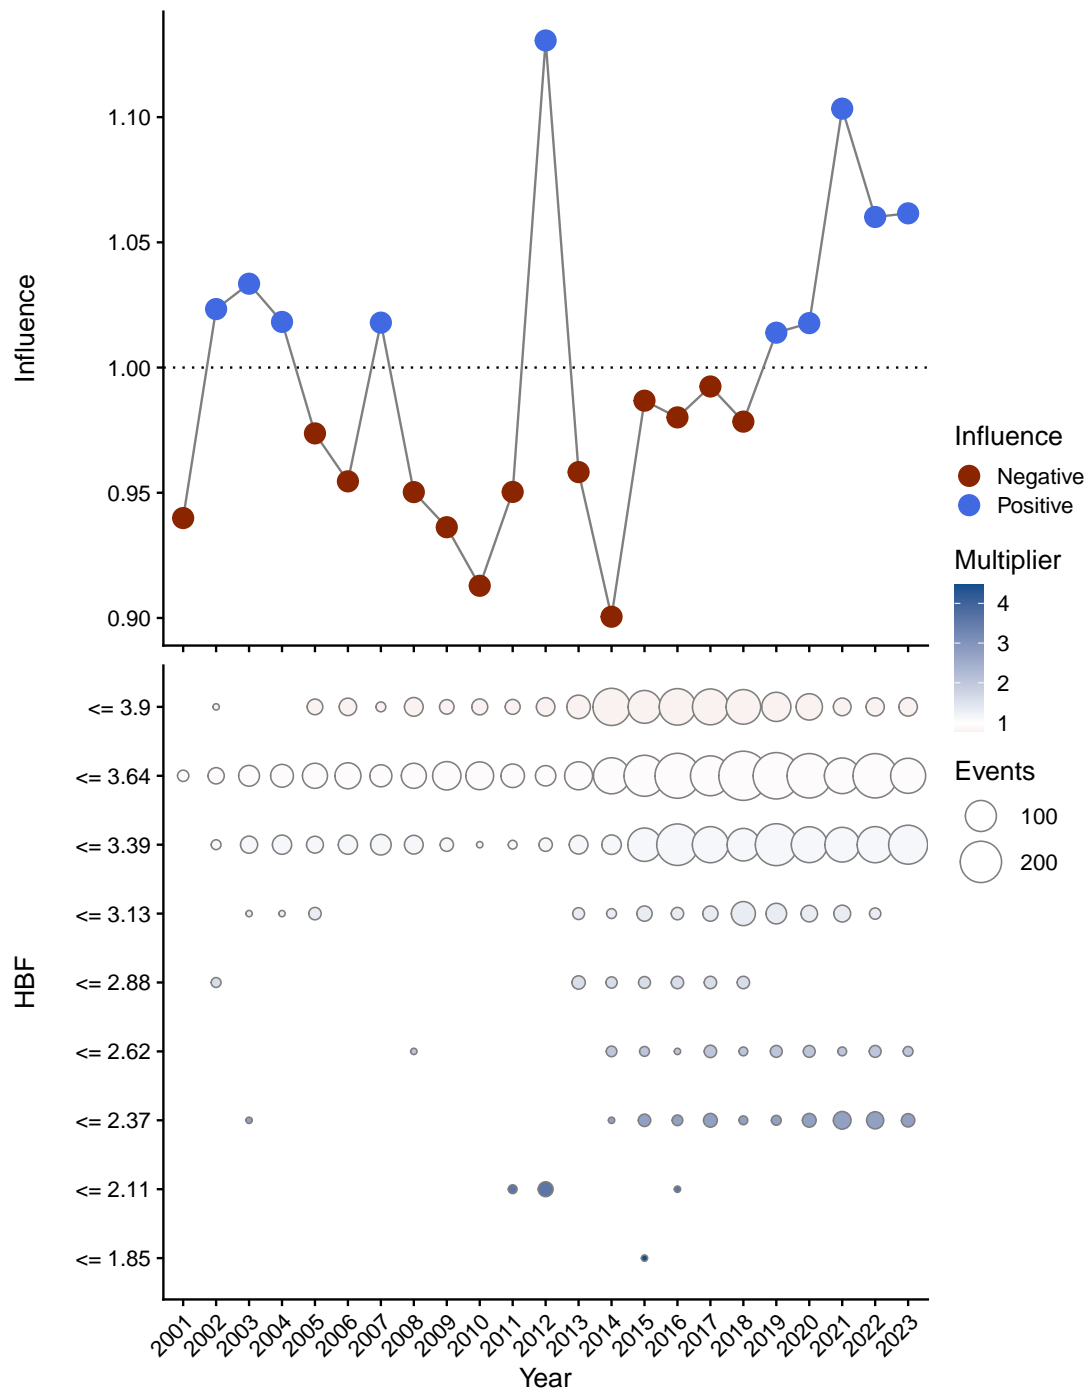 1.10
1.05
1.00
0.95
0.90
Influence
Influence
Negative
Positive
Multiplier
4
3
2
1
Events
100
200
<= 3.9
<= 3.64
<= 3.39
<= 3.13
<= 2.88
<= 2.62
<= 2.37
<= 2.11
<= 1.85
HBF
2001 2002 2003 2004 2005 2006 2007 2008 2009 2010 2011 2012 2013 2014 2015 2016 2017 2018 2019 2020 2021 2022 2023
Year